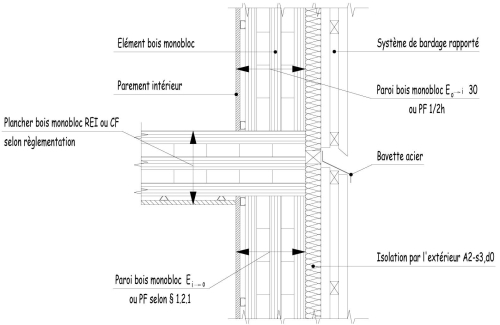 Elément bois monobloc
Système de bardage rapporté
Parement intérieur
Paroi bois monobloc E o→i 30
ou PF 1/2h
Plancher bois monobloc REI ou CF
selon règlementation
Bavette acier
Isolation par l'extérieur A2-s3,d0
Paroi bois monobloc E i→o
ou PF selon § 1,2,1